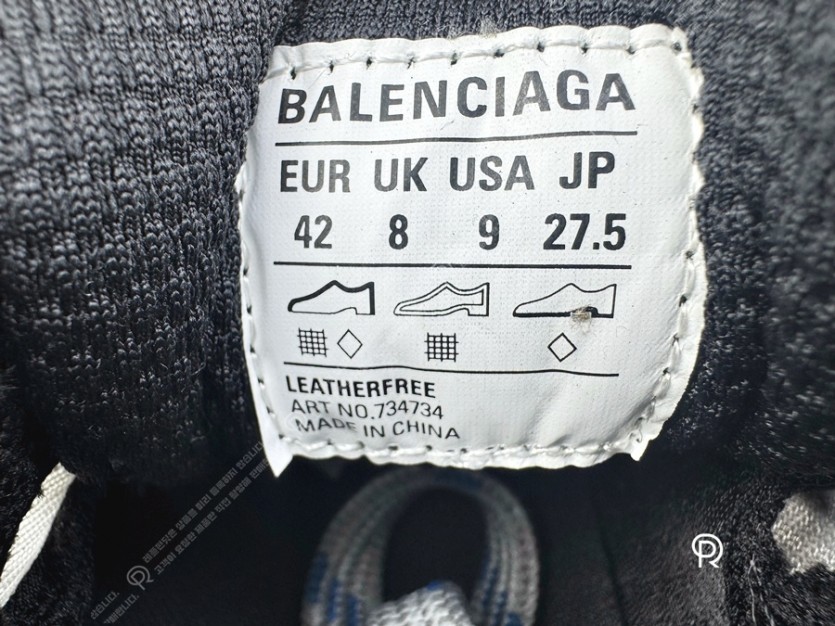 BALENCIAGA
EUR UK USA JP
42 8 9 27.5
LEATHERFREE
ART NO.734734
MADE IN CHINA